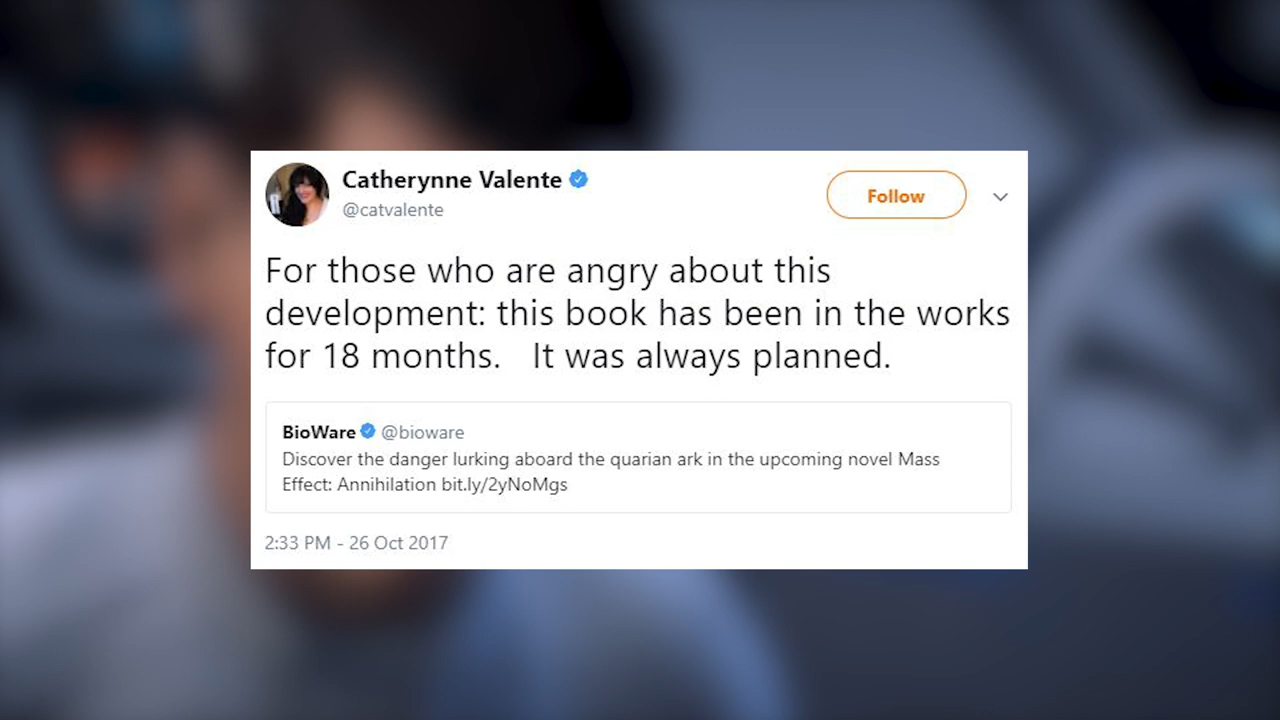 Catherynne Valente
@catvalente
Follow
For those who are angry about this
development: this book has been in the works
for 18 months. It was always planned.
BioWare @bioware
Discover the danger lurking aboard the quarian ark in the upcoming novel Mass
Effect: Annihilation bit.ly/2yNoMgs
2:33 PM - 26 Oct 2017